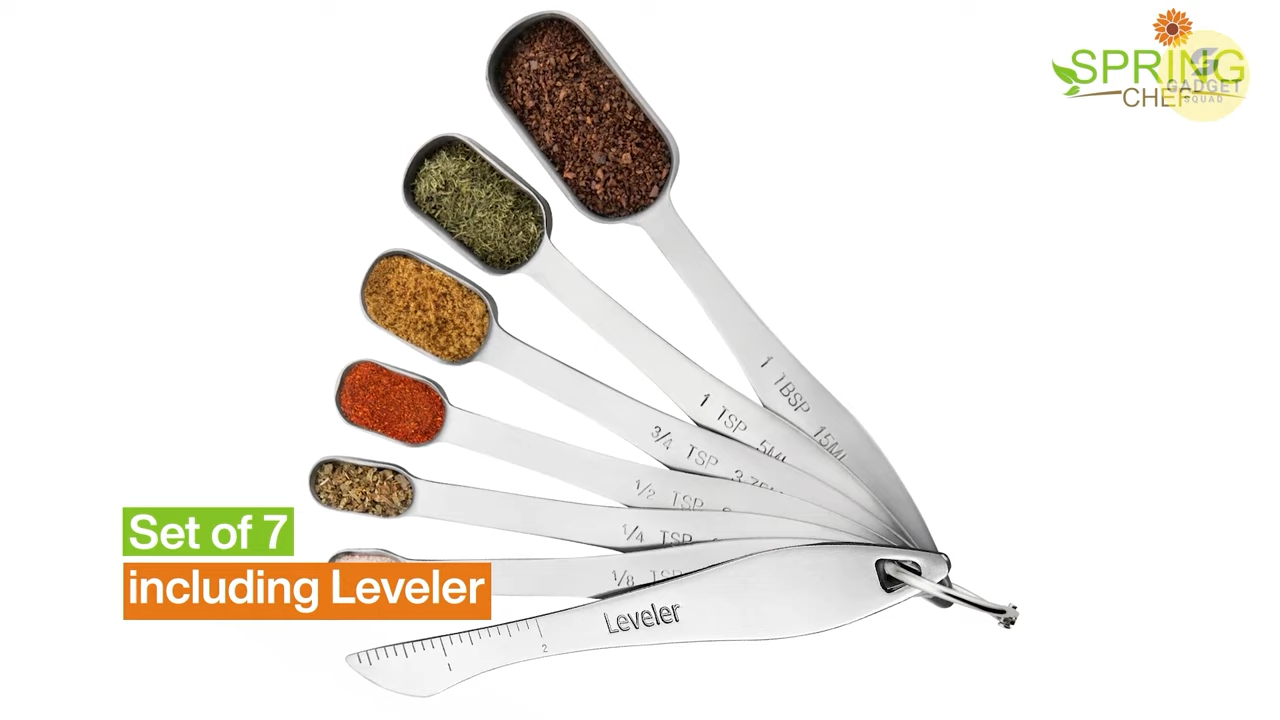 SPRING
CHEF
GADGET
SQUAD
1 TBSP 15ML
1 TSP 5ML
3/4 TSP
1/2 TSP
1/4 TSP
1/8 TSP
Set of 7
including Leveler
Leveler
1 2